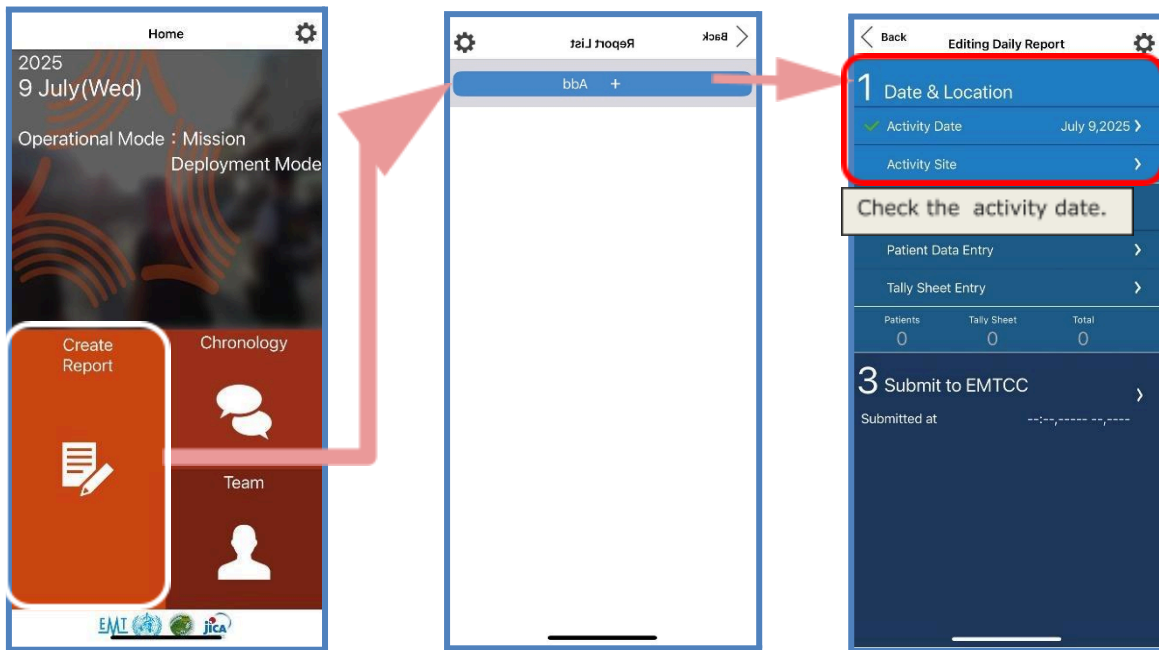 Home
2025
9 July(Wed)
Operational Mode：Mission
Deployment Mode
Create
Report
Chronology
Team
EMT
jica
Back
Report List
+ Add
Back
Editing Daily Report
1 Date & Location
Activity Date July 9,2025
Activity Site
Check the activity date.
Patient Data Entry
Tally Sheet Entry
Patients Tally Sheet Total
0 0 0
3 Submit to EMTCC
Submitted at --:--,----- --,----